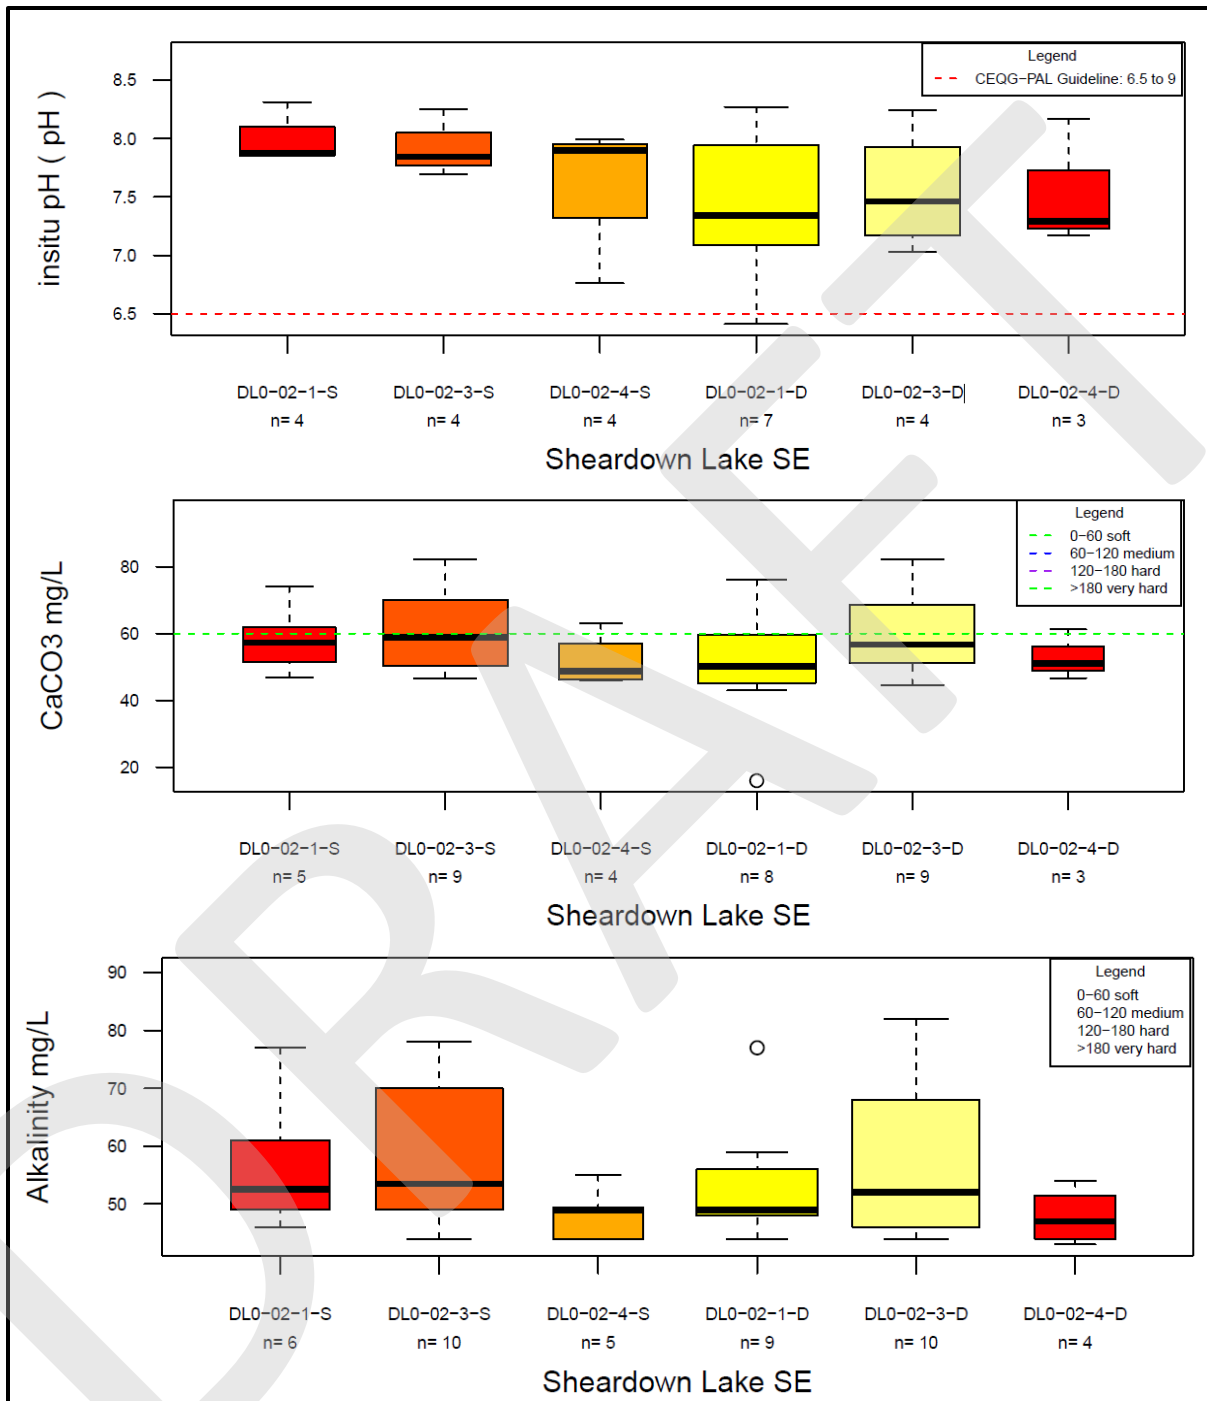 Legend
CEQG-PAL Guideline: 6.5 to 9
insitu pH ( pH )
8.5
8.0
7.5
7.0
6.5
DL0-02-1-S DL0-02-3-S DL0-02-4-S DL0-02-1-D DL0-02-3-D DL0-02-4-D
n= 4 n= 4 n= 4 n= 7 n= 4 n= 3
Sheardown Lake SE
Legend
0-60 soft
60-120 medium
120-180 hard
>180 very hard
CaCO3 mg/L
80
60
40
20
DL0-02-1-S DL0-02-3-S DL0-02-4-S DL0-02-1-D DL0-02-3-D DL0-02-4-D
n= 5 n= 9 n= 4 n= 8 n= 9 n= 3
Sheardown Lake SE
Legend
0-60 soft
60-120 medium
120-180 hard
>180 very hard
Alkalinity mg/L
90
80
70
60
50
DL0-02-1-S DL0-02-3-S DL0-02-4-S DL0-02-1-D DL0-02-3-D DL0-02-4-D
n= 6 n= 10 n= 5 n= 9 n= 10 n= 4
Sheardown Lake SE
DRAFT